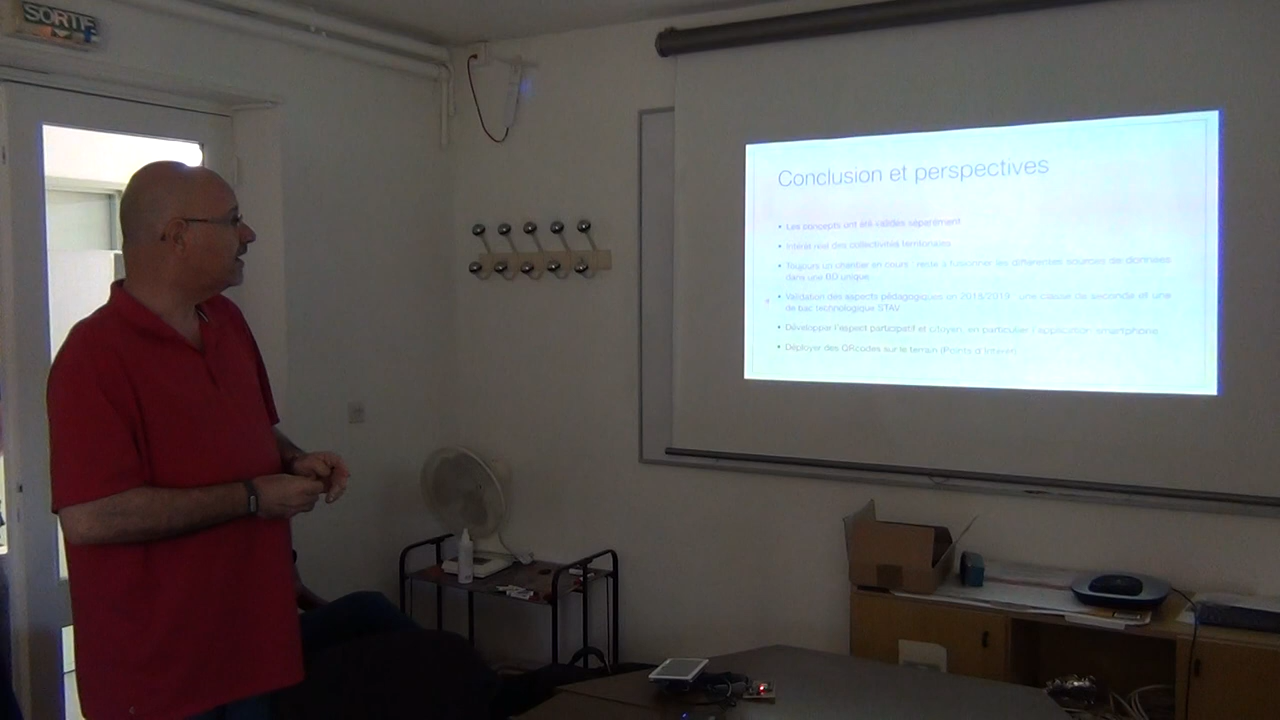 SORTIE
Conclusion et perspectives
• Les concepts ont été validés séparément
• Intérêt réel des collectivités territoriales
• Toujours un chantier en cours : reste à fusionner les différentes sources de données
dans une BD unique
• Validation des aspects pédagogiques en 2018/2019 : une classe de seconde et une
de bac technologique STAV
• Développer l'aspect participatif et citoyen, en particulier l'application smartphone
• Déployer des QRcodes sur le terrain (Points d'Intérêt)